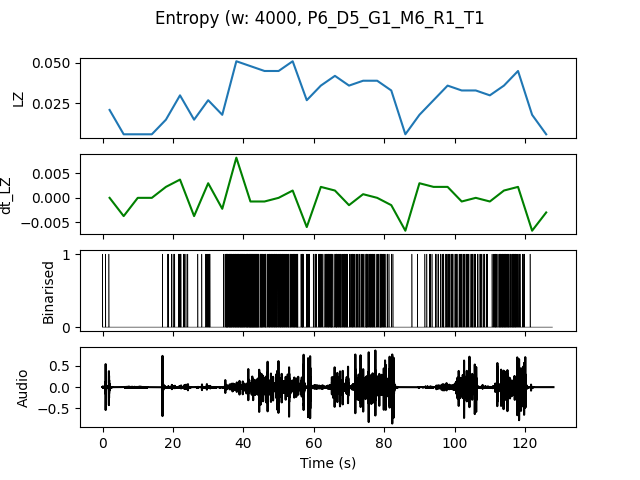 Entropy (w: 4000, P6_D5_G1_M6_R1_T1
0.050
0.025
LZ
0.005
0.000
−0.005
dt_LZ
1
0
Binarised
0.5
0.0
−0.5
Audio
0 20 40 60 80 100 120
Time (s)